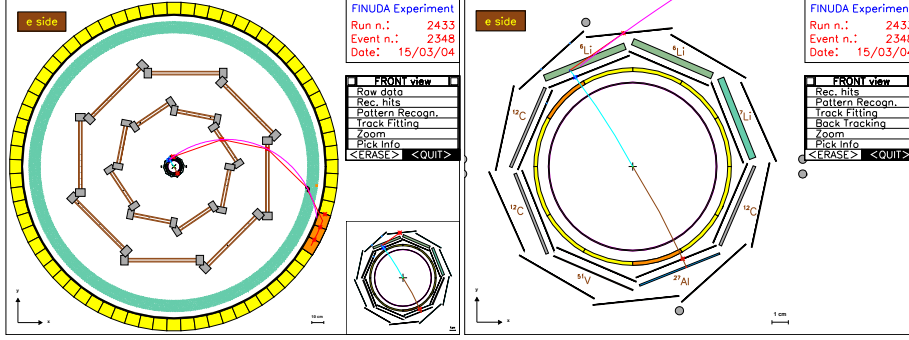 e side
FINUDA Experiment
Run n.: 2433
Event n.: 2348
Date: 15/03/04
FRONT view
Raw data
Rec. hits
Pattern Recogn.
Track Fitting
Zoom
Pick Info
<ERASE> <QUIT>
y
x
10 cm
e side
FINUDA Experiment
Run n.: 2433
Event n.: 2348
Date: 15/03/04
FRONT view
Rec. hits
Pattern Recogn.
Track Fitting
Back Tracking
Zoom
Pick Info
<ERASE> <QUIT>
⁶Li
⁶Li
⁷Li
¹²C
¹²C
¹²C
⁵¹V
²⁷Al
y
x
1 cm